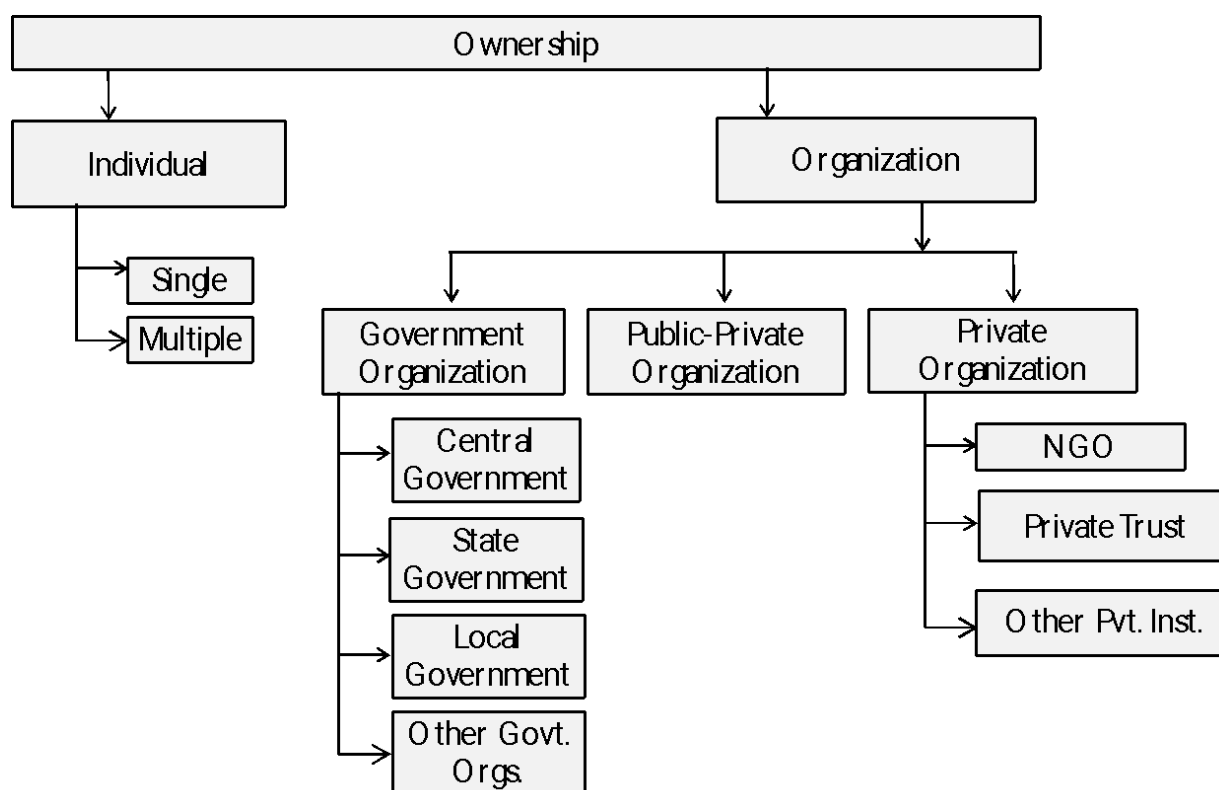 Ownership
Individual
Organization
Single
Multiple
Government
Organization
Public-Private
Organization
Private
Organization
Central
Government
State
Government
Local
Government
Other Govt.
Orgs.
NGO
Private Trust
Other Pvt. Inst.